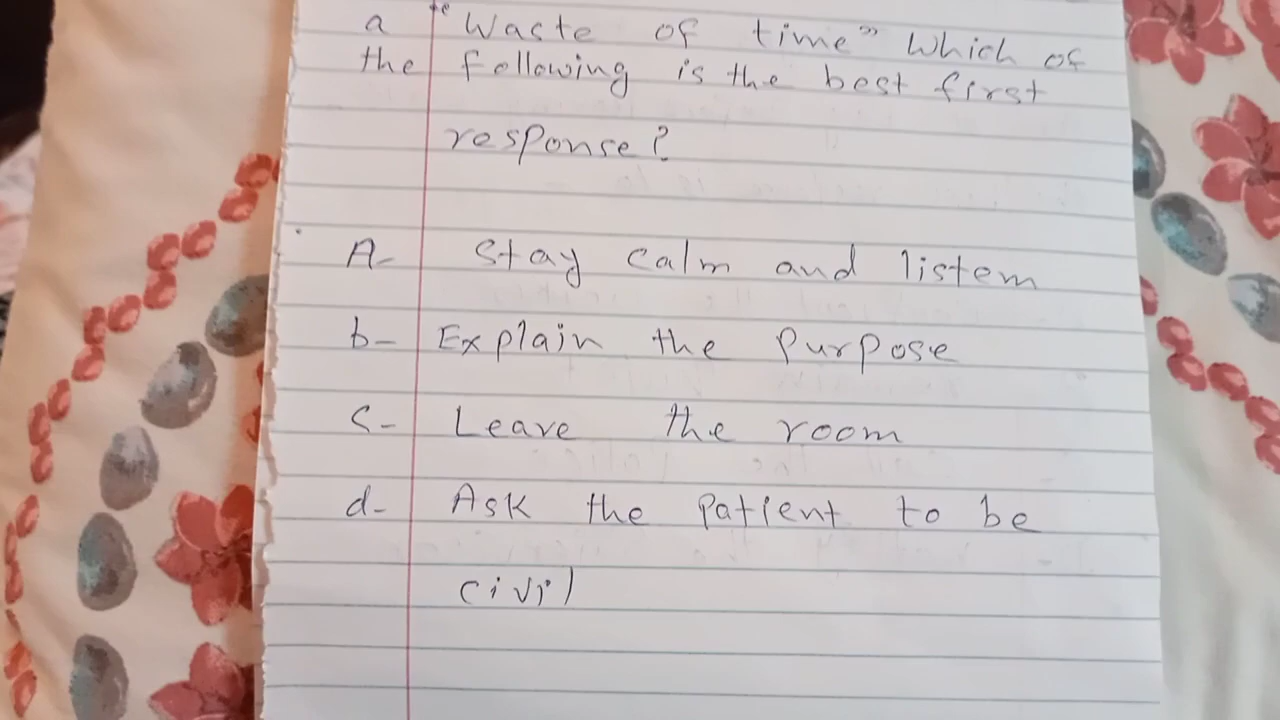 a "Waste of time" which of
the following is the best first
response?
A- Stay calm and listem
b- Explain the purpose
c- Leave the room
d- Ask the patient to be
civil